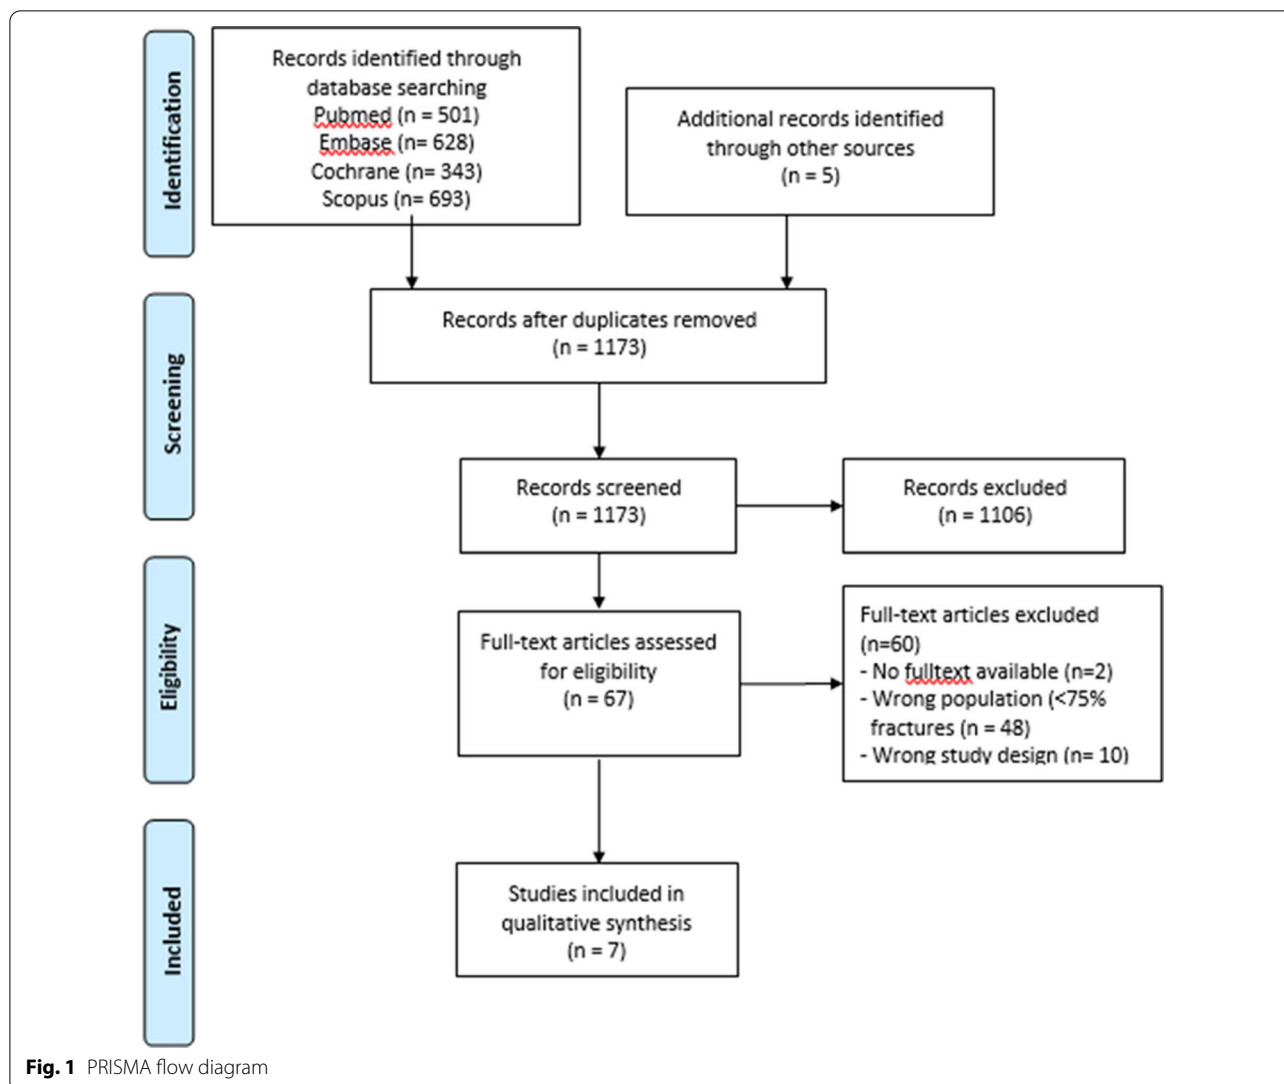 Identification
Records identified through
database searching
Pubmed (n = 501)
Embase (n= 628)
Cochrane (n= 343)
Scopus (n= 693)
Additional records identified
through other sources
(n = 5)
Screening
Records after duplicates removed
(n = 1173)
Records screened
(n = 1173)
Records excluded
(n = 1106)
Eligibility
Full-text articles assessed
for eligibility
(n = 67)
Full-text articles excluded
(n=60)
- No fulltext available (n=2)
- Wrong population (<75%
fractures (n = 48)
- Wrong study design (n= 10)
Included
Studies included in
qualitative synthesis
(n = 7)
Fig. 1 PRISMA flow diagram